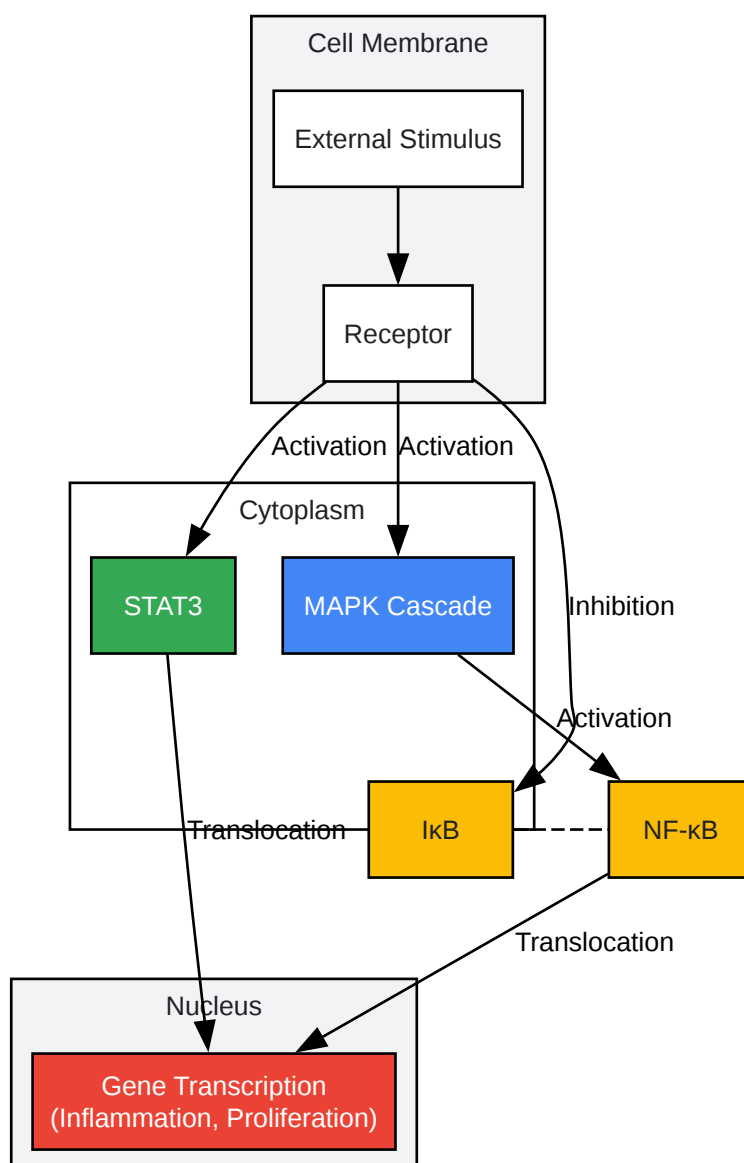 Cell Membrane
External Stimulus
Receptor
Activation
Activation
Cytoplasm
STAT3
MAPK Cascade
Inhibition
Activation
Translocation
IκB
NF-κB
Translocation
Nucleus
Gene Transcription
(Inflammation, Proliferation)